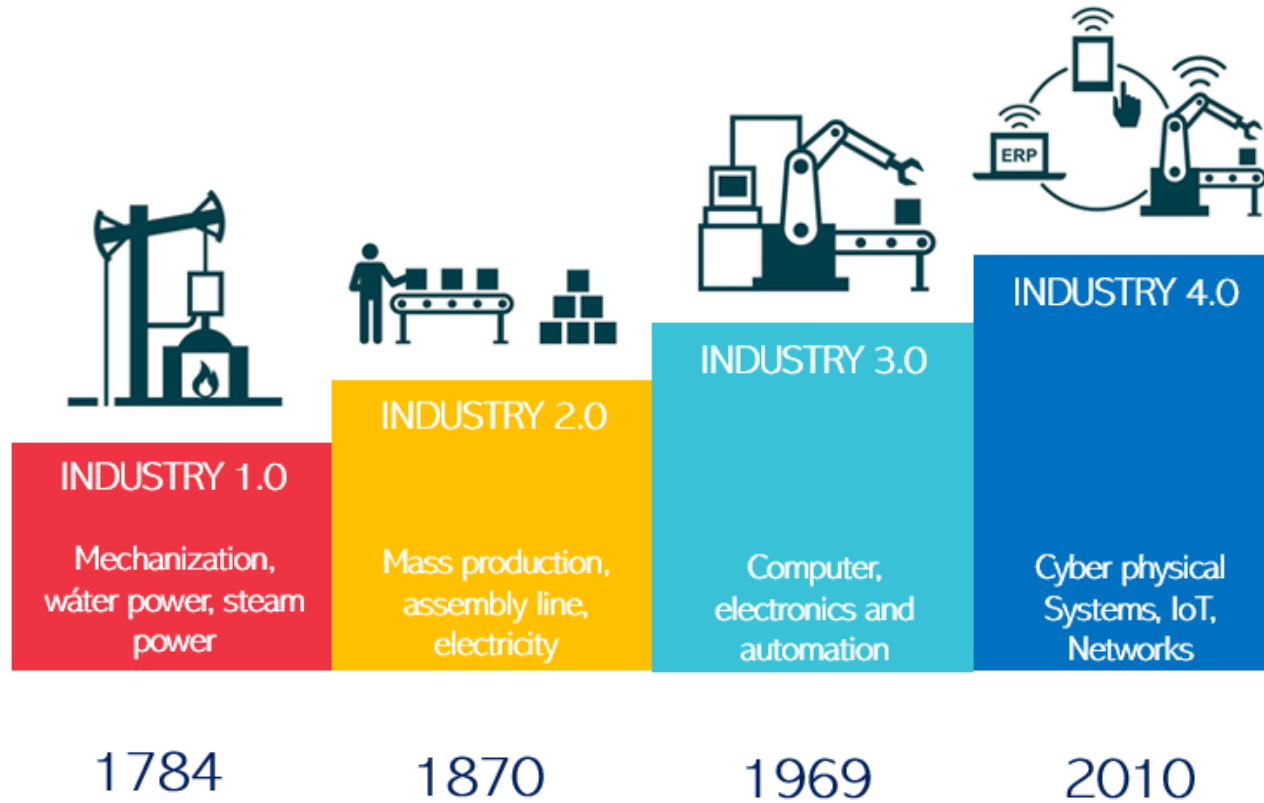 ERP
INDUSTRY 1.0
Mechanization,
wáter power, steam
power
INDUSTRY 2.0
Mass production,
assembly line,
electricity
INDUSTRY 3.0
Computer,
electronics and
automation
INDUSTRY 4.0
Cyber physical
Systems, IoT,
Networks
1784
1870
1969
2010